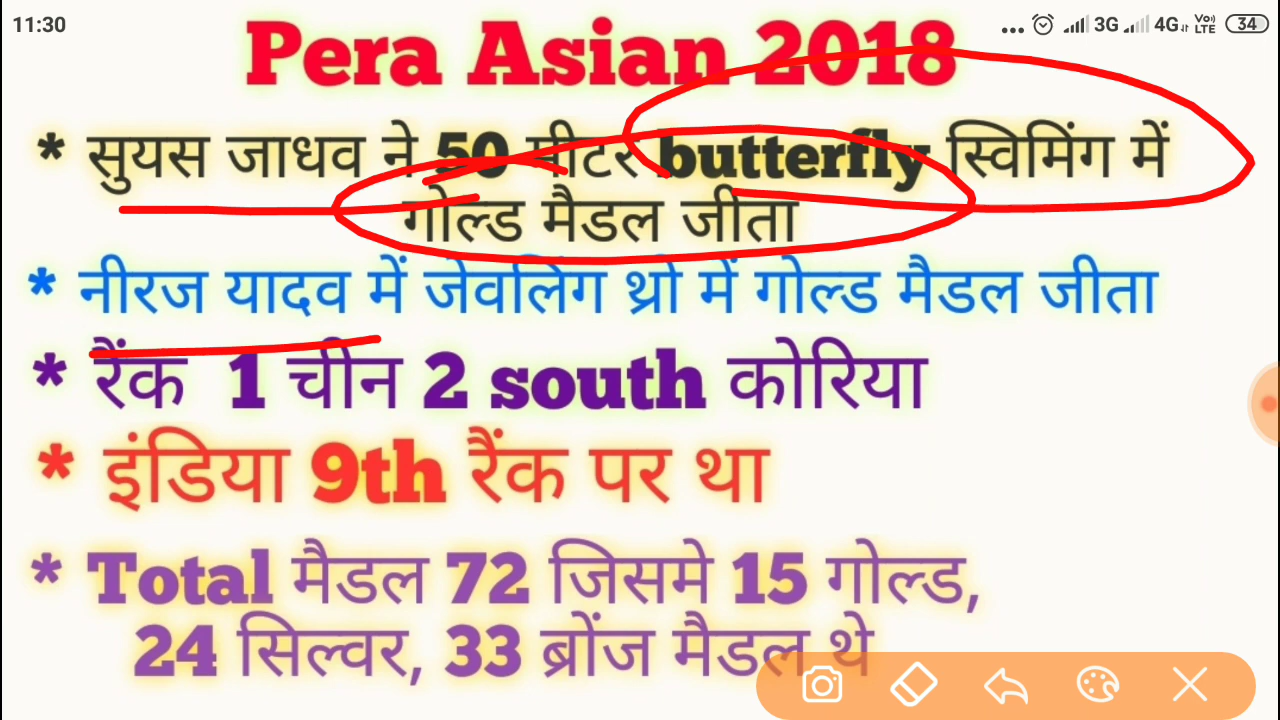 11:30
... 3G 4G Vo)) LTE 34
Pera Asian 2018
* सुयस जाधव ने 50 मीटर butterfly स्विमिंग में
गोल्ड मैडल जीता
* नीरज यादव में जेवलिंग थ्रो में गोल्ड मैडल जीता
* रैंक 1 चीन 2 south कोरिया
* इंडिया 9th रैंक पर था
* Total मैडल 72 जिसमे 15 गोल्ड,
24 सिल्वर, 33 ब्रोंज मैडल थे